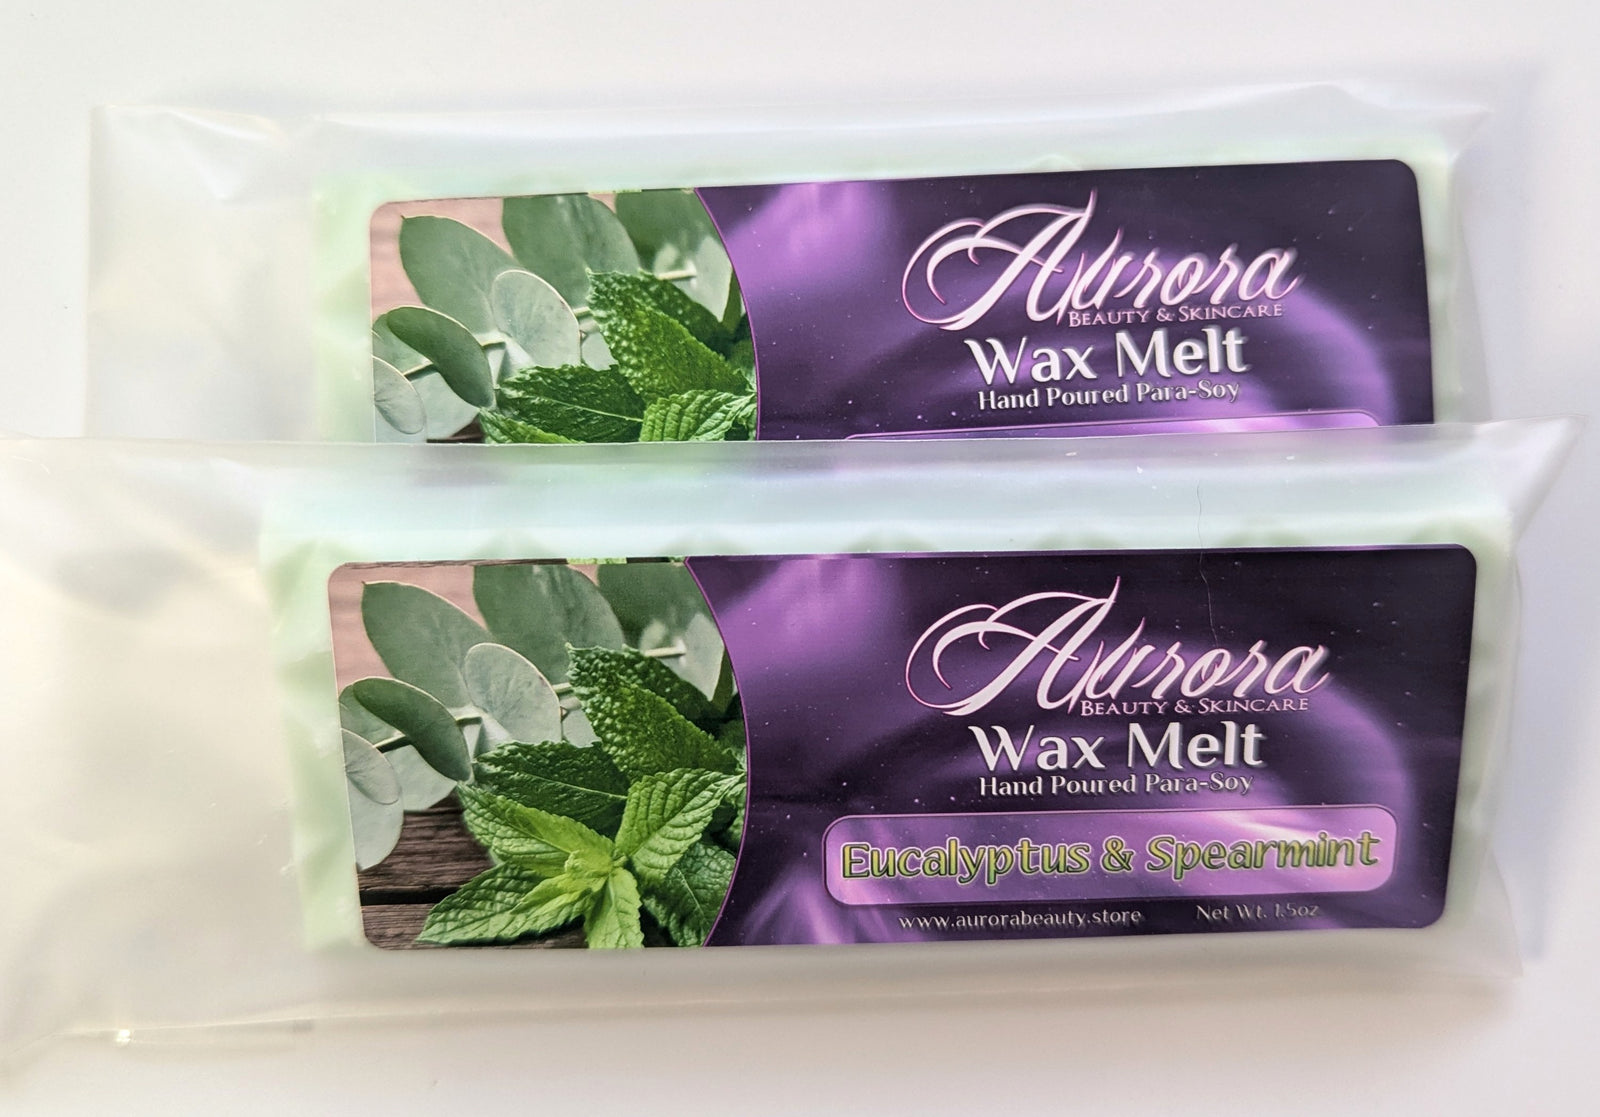 Aurora
BEAUTY & SKINCARE
Wax Melt
Hand Poured Para-Soy
Aurora
BEAUTY & SKINCARE
Wax Melt
Hand Poured Para-Soy
Eucalyptus & Spearmint
www.aurorabeauty.store Net Wt. 1.5oz